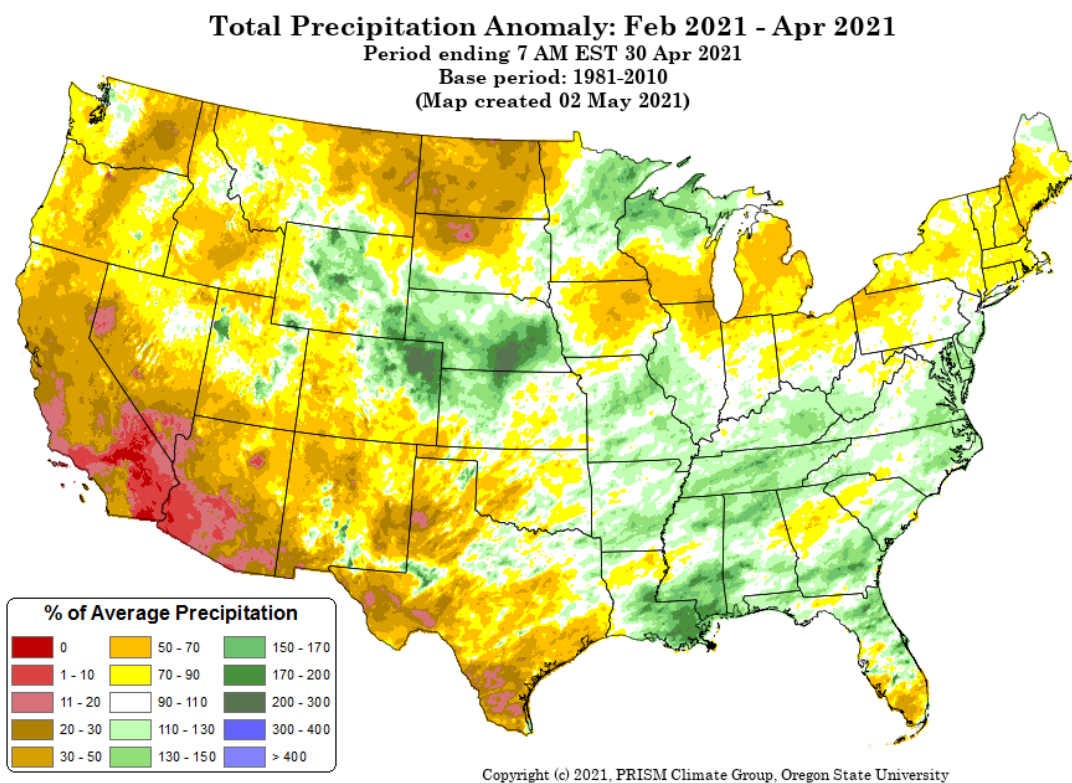 Total Precipitation Anomaly: Feb 2021 - Apr 2021
Period ending 7 AM EST 30 Apr 2021
Base period: 1981-2010
(Map created 02 May 2021)
% of Average Precipitation
0
1 - 10
11 - 20
20 - 30
30 - 50
50 - 70
70 - 90
90 - 110
110 - 130
130 - 150
150 - 170
170 - 200
200 - 300
300 - 400
> 400
Copyright (c) 2021, PRISM Climate Group, Oregon State University